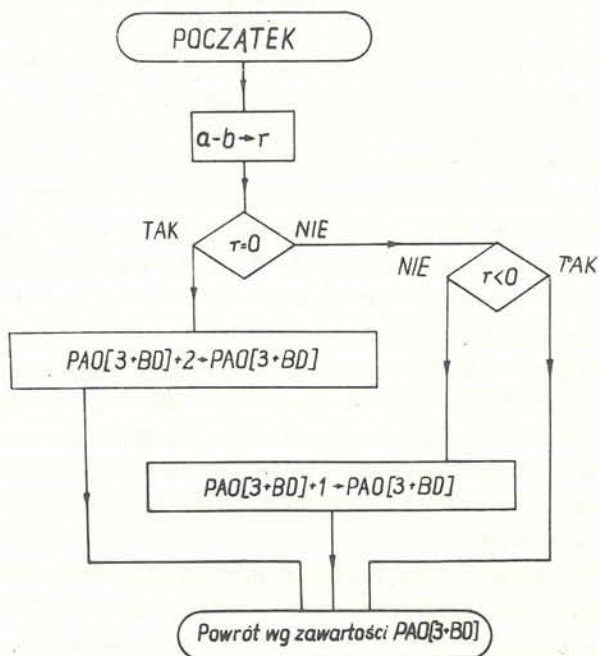 POCZĄTEK
a-b→r
TAK
r=0
NIE
NIE
r<0
TAK
PAO[3+BD]+2→PAO[3+BD]
PAO[3+BD]+1→PAO[3+BD]
Powrót wg zawartości PAO[3+BD]